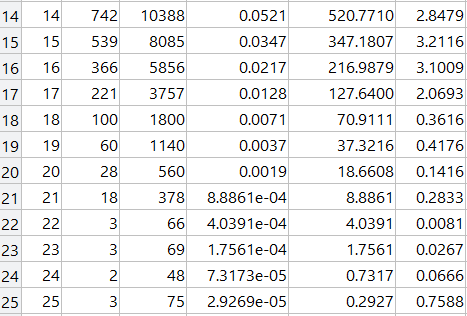 14 14 742 10388 0.0521 520.7710 2.8479
15 15 539 8085 0.0347 347.1807 3.2116
16 16 366 5856 0.0217 216.9879 3.1009
17 17 221 3757 0.0128 127.6400 2.0693
18 18 100 1800 0.0071 70.9111 0.3616
19 19 60 1140 0.0037 37.3216 0.4176
20 20 28 560 0.0019 18.6608 0.1416
21 21 18 378 8.8861e-04 8.8861 0.2833
22 22 3 66 4.0391e-04 4.0391 0.0081
23 23 3 69 1.7561e-04 1.7561 0.0267
24 24 2 48 7.3173e-05 0.7317 0.0666
25 25 3 75 2.9269e-05 0.2927 0.7588